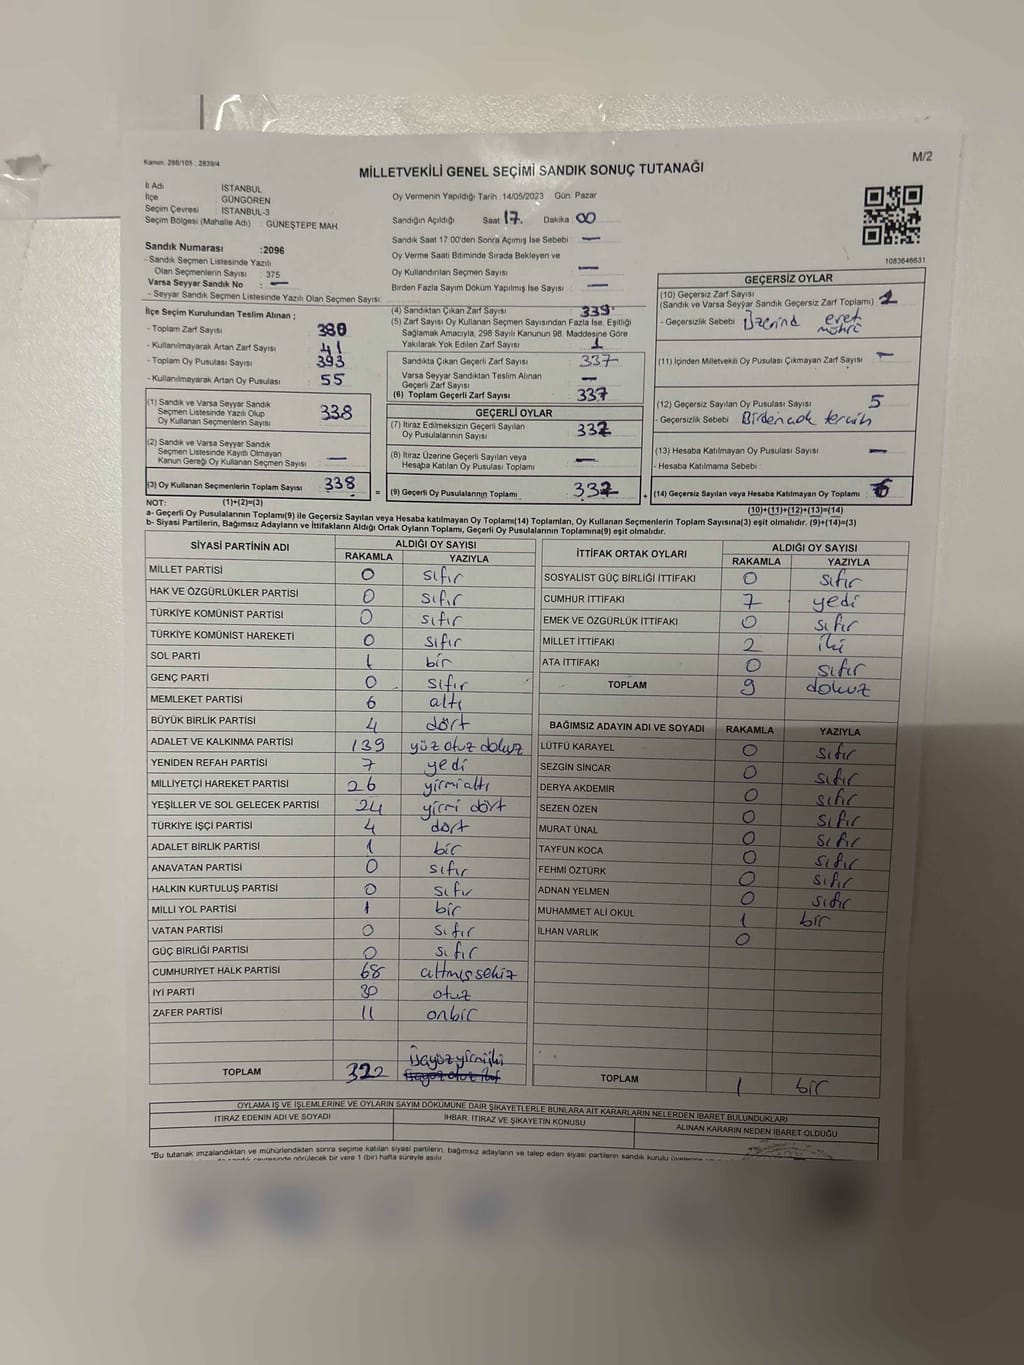 Kanun: 298/105 , 2839/4
M/2
MİLLETVEKİLİ GENEL SEÇİMİ SANDIK SONUÇ TUTANAĞI
İl Adı : İSTANBUL
İlçe : GÜNGÖREN
Seçim Çevresi : İSTANBUL-3
Seçim Bölgesi (Mahalle Adı) : GÜNEŞTEPE MAH
Sandık Numarası :2096
- Sandık Seçmen Listesinde Yazılı
Olan Seçmenlerin Sayısı : 375
Varsa Seyyar Sandık No : —
- Seyyar Sandık Seçmen Listesinde Yazılı Olan Seçmen Sayısı:
Oy Vermenin Yapıldığı Tarih :14/05/2023 Gün: Pazar
Sandığın Açıldığı Saat 17. Dakika 00
Sandık Saat 17:00'den Sonra Açımış İse Sebebi —
Oy Verme Saati Bitiminde Sırada Bekleyen ve
Oy Kullandırılan Seçmen Sayısı —
Birden Fazla Sayım Döküm Yapılmış İse Sayısı : —
1083646631
İlçe Seçim Kurulundan Teslim Alınan ;
- Toplam Zarf Sayısı : 380
- Kullanılmayarak Artan Zarf Sayısı : 41
- Toplam Oy Pusulası Sayısı : 393
- Kullanılmayarak Artan Oy Pusulası : 55
(1) Sandık ve Varsa Seyyar Sandık
Seçmen Listesinde Yazılı Olup
Oy Kullanan Seçmenlerin Sayısı : 338
(2) Sandık ve Varsa Seyyar Sandık
Seçmen Listesinde Kayıtlı Olmayan
Kanun Gereği Oy Kullanan Seçmen Sayısı : —
(3) Oy Kullanan Seçmenlerin Toplam Sayısı : 338
(4) Sandıktan Çıkan Zarf Sayısı : 339
(5) Zarf Sayısı Oy Kullanan Seçmen Sayısından Fazla İse, Eşitliği
Sağlamak Amacıyla, 298 Sayılı Kanunun 98. Maddesine Göre
Yakılarak Yok Edilen Zarf Sayısı : 1
Sandıkta Çıkan Geçerli Zarf Sayısı : 337
Varsa Seyyar Sandıktan Teslim Alınan
Geçerli Zarf Sayısı : —
(6) Toplam Geçerli Zarf Sayısı : 337
GEÇERLİ OYLAR
(7) İtiraz Edilmeksizin Geçerli Sayılan
Oy Pusulalarının Sayısı : 332
(8) İtiraz Üzerine Geçerli Sayılan veya
Hesaba Katılan Oy Pusulası Toplamı : —
= (9) Geçerli Oy Pusulalarının Toplamı : 332
GEÇERSİZ OYLAR
(10) Geçersiz Zarf Sayısı
(Sandık ve Varsa Seyyar Sandık Geçersiz Zarf Toplamı) : 1
- Geçersizlik Sebebi : Üzerind evet
mührü
(11) İçinden Milletvekili Oy Pusulası Çıkmayan Zarf Sayısı : —
(12) Geçersiz Sayılan Oy Pusulası Sayısı : 5
- Geçersizlik Sebebi : Birden çok tercih
(13) Hesaba Katılmayan Oy Pusulası Sayısı : —
- Hesaba Katılmama Sebebi :
+ (14) Geçersiz Sayılan veya Hesaba Katılmayan Oy Toplamı : 6
NOT: (1)+(2)=(3)
(10)+(11)+(12)+(13)=(14)
a- Geçerli Oy Pusulalarının Toplamı(9) ile Geçersiz Sayılan veya Hesaba katılmayan Oy Toplamı(14) Toplamları, Oy Kullanan Seçmenlerin Toplam Sayısına(3) eşit olmalıdır. (9)+(14)=(3)
b- Siyasi Partilerin, Bağımsız Adayların ve İttifakların Aldığı Ortak Oyların Toplamı, Geçerli Oy Pusulaların Toplamına(9) eşit olmalıdır.
SİYASİ PARTİNİN ADI ALDIĞI OY SAYISI
RAKAMLA YAZIYLA
MİLLET PARTİSİ 0 sıfır
HAK VE ÖZGÜRLÜKLER PARTİSİ 0 sıfır
TÜRKİYE KOMÜNİST PARTİSİ 0 sıfır
TÜRKİYE KOMÜNİST HAREKETİ 0 sıfır
SOL PARTİ 1 bir
GENÇ PARTİ 0 sıfır
MEMLEKET PARTİSİ 6 altı
BÜYÜK BİRLİK PARTİSİ 4 dört
ADALET VE KALKINMA PARTİSİ 139 yüz otuz dokuz
YENİDEN REFAH PARTİSİ 7 yedi
MİLLİYETÇİ HAREKET PARTİSİ 26 yirmialtı
YEŞİLLER VE SOL GELECEK PARTİSİ 24 yirmi dört
TÜRKİYE İŞÇİ PARTİSİ 4 dört
ADALET BİRLİK PARTİSİ 1 bir
ANAVATAN PARTİSİ 0 sıfır
HALKIN KURTULUŞ PARTİSİ 0 sıfır
MİLLİ YOL PARTİSİ 1 bir
VATAN PARTİSİ 0 sıfır
GÜÇ BİRLİĞİ PARTİSİ 0 sıfır
CUMHURİYET HALK PARTİSİ 68 altmış sekiz
İYİ PARTİ 30 otuz
ZAFER PARTİSİ 11 onbir
TOPLAM 322 üçyüz yirmiiki
İTTİFAK ORTAK OYLARI ALDIĞI OY SAYISI
RAKAMLA YAZIYLA
SOSYALİST GÜÇ BİRLİĞİ İTTİFAKI 0 sıfır
CUMHUR İTTİFAKI 7 yedi
EMEK VE ÖZGÜRLÜK İTTİFAKI 0 sıfır
MİLLET İTTİFAKI 2 iki
ATA İTTİFAKI 0 sıfır
TOPLAM 9 dokuz
BAĞIMSIZ ADAYIN ADI VE SOYADI RAKAMLA YAZIYLA
LÜTFÜ KARAYEL 0 sıfır
SEZGİN SİNCAR 0 sıfır
DERYA AKDEMİR 0 sıfır
SEZEN ÖZEN 0 sıfır
MURAT ÜNAL 0 sıfır
TAYFUN KOCA 0 sıfır
FEHMİ ÖZTÜRK 0 sıfır
ADNAN YELMEN 0 sıfır
MUHAMMET ALİ OKUL 1 bir
İLHAN VARLIK 0
TOPLAM 1 bir
OYLAMA İŞ VE İŞLEMLERİNE VE OYLARIN SAYIM DÖKÜMÜNE DAİR ŞİKAYETLERLE BUNLARA AİT KARARLARIN NELERDEN İBARET BULUNDUKLARI
İTİRAZ EDENİN ADI VE SOYADI İHBAR, İTİRAZ VE ŞİKAYETİN KONUSU ALINAN KARARIN NEDEN İBARET OLDUĞU
*Bu tutanak imzalandıktan ve mühürlendikten sonra seçime katılan siyasi partilerin, bağımsız adayların ve talep eden siyasi partilerin sandık kurulu
görülecek bir yere 1 (bir) hafta süreyle asılır.